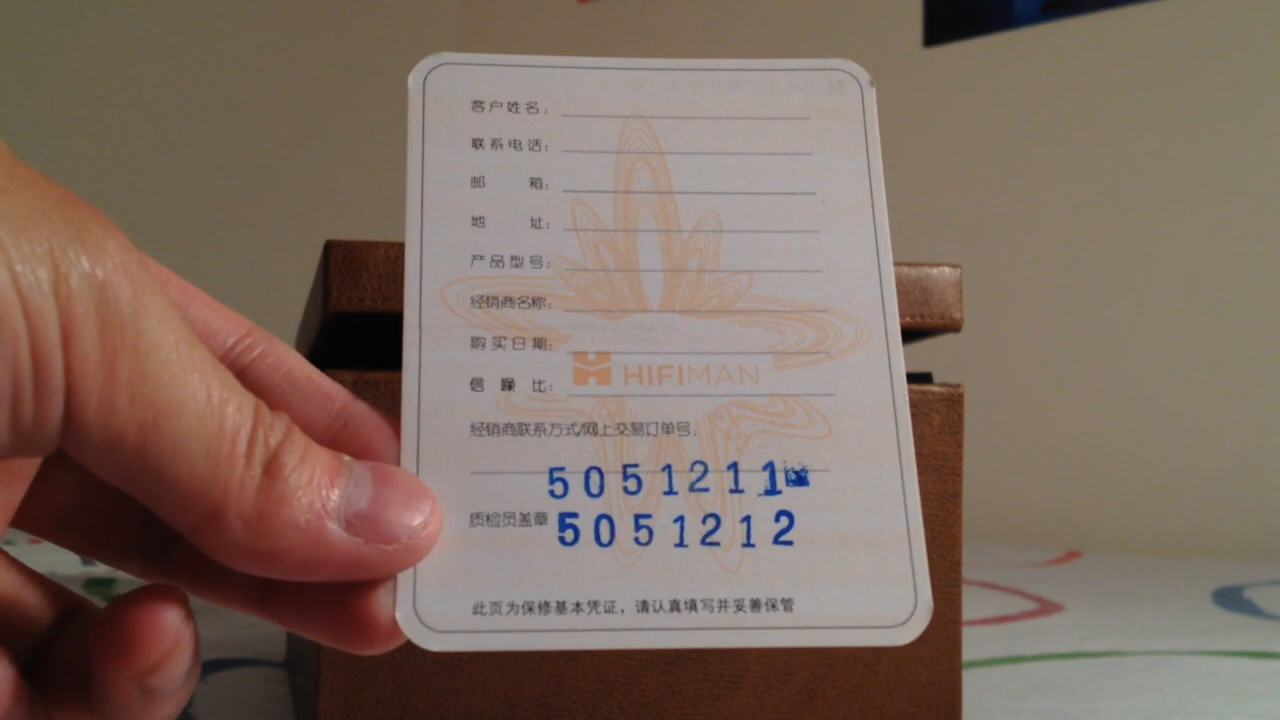 客户姓名:
联系电话:
邮 箱:
地 址:
产品型号:
经销商名称:
购买日期:
HIFIMAN
信 噪 比:
经销商联系方式/网上交易订单号:
5051211
质检员盖章 5051212
此页为保修基本凭证,请认真填写并妥善保管